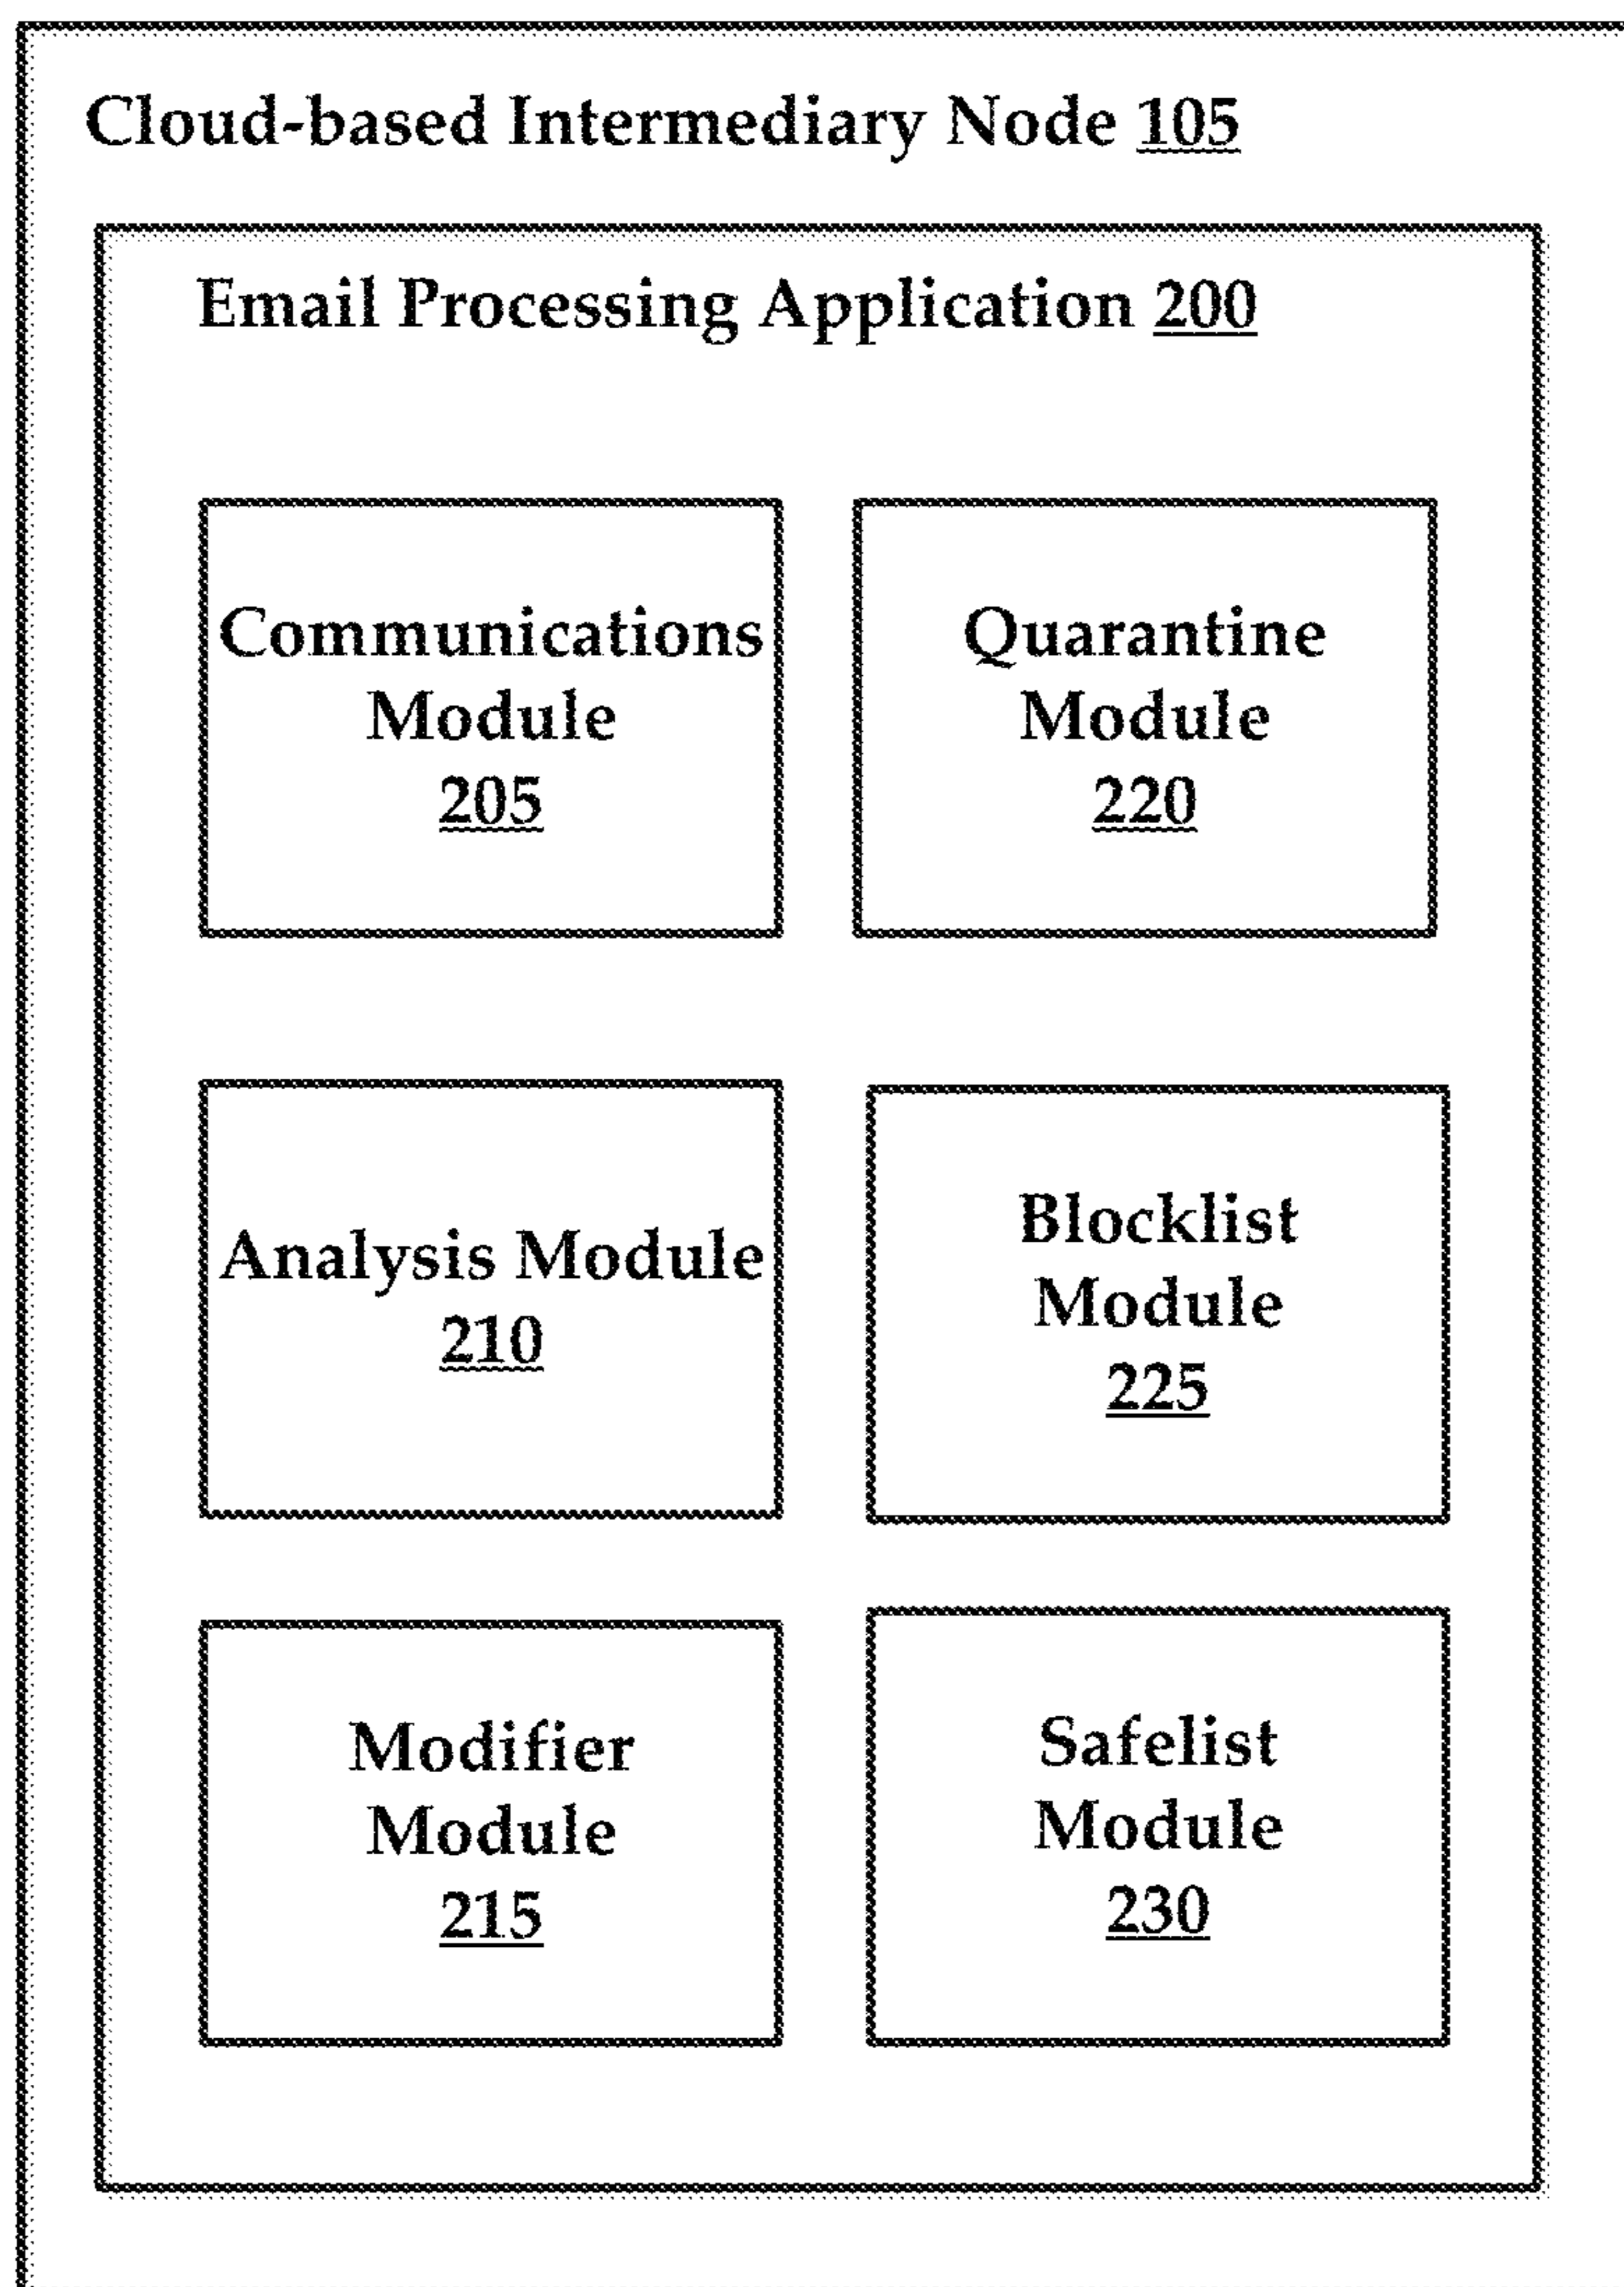 Cloud-based Intermediary Node 105
Email Processing Application 200
Communications
Module
205
Quarantine
Module
220
Analysis Module
210
Blocklist
Module
225
Modifier
Module
215
Safelist
Module
230